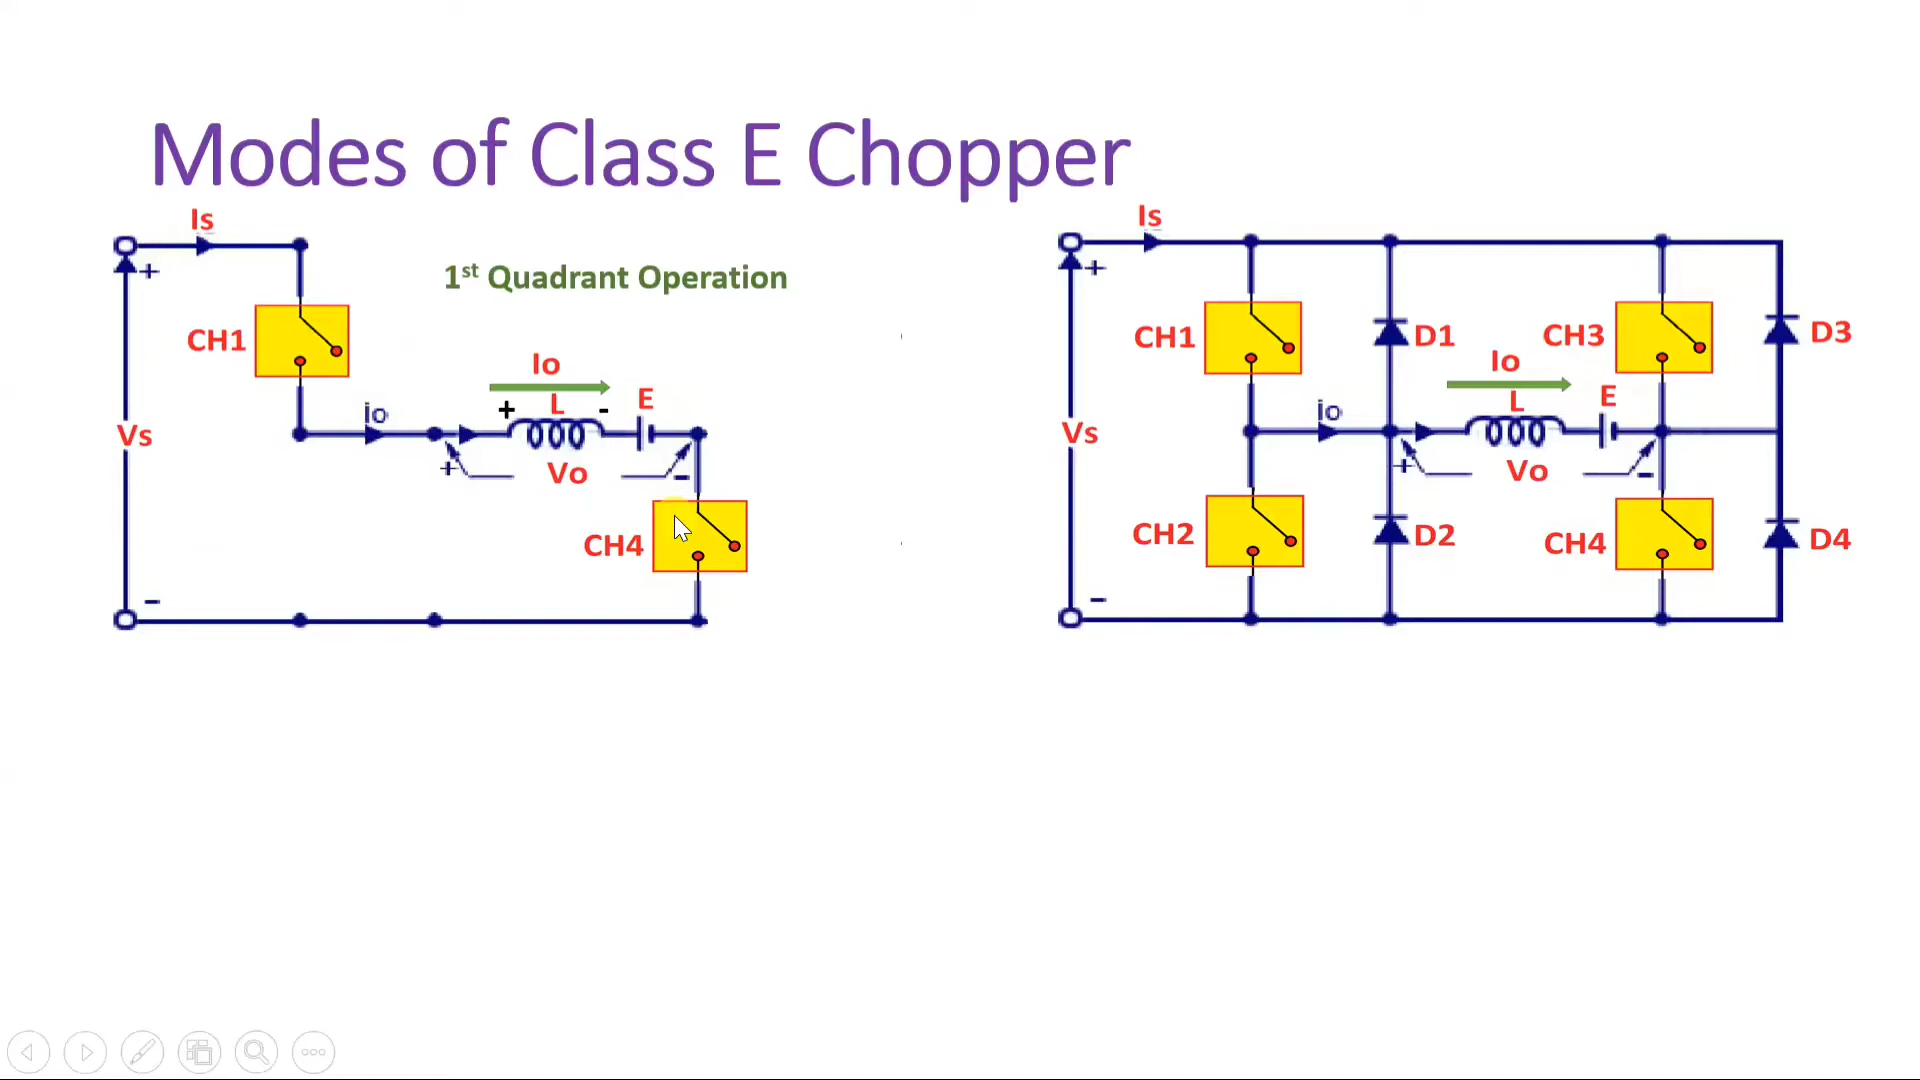 Modes of Class E Chopper
Is
+
1st Quadrant Operation
CH1
Io
io
+ L - E
Vs
+ Vo -
CH4
-
Is
+
CH1
D1
CH3
D3
Io
io
L E
Vs
+ Vo -
CH2
D2
CH4
D4
-